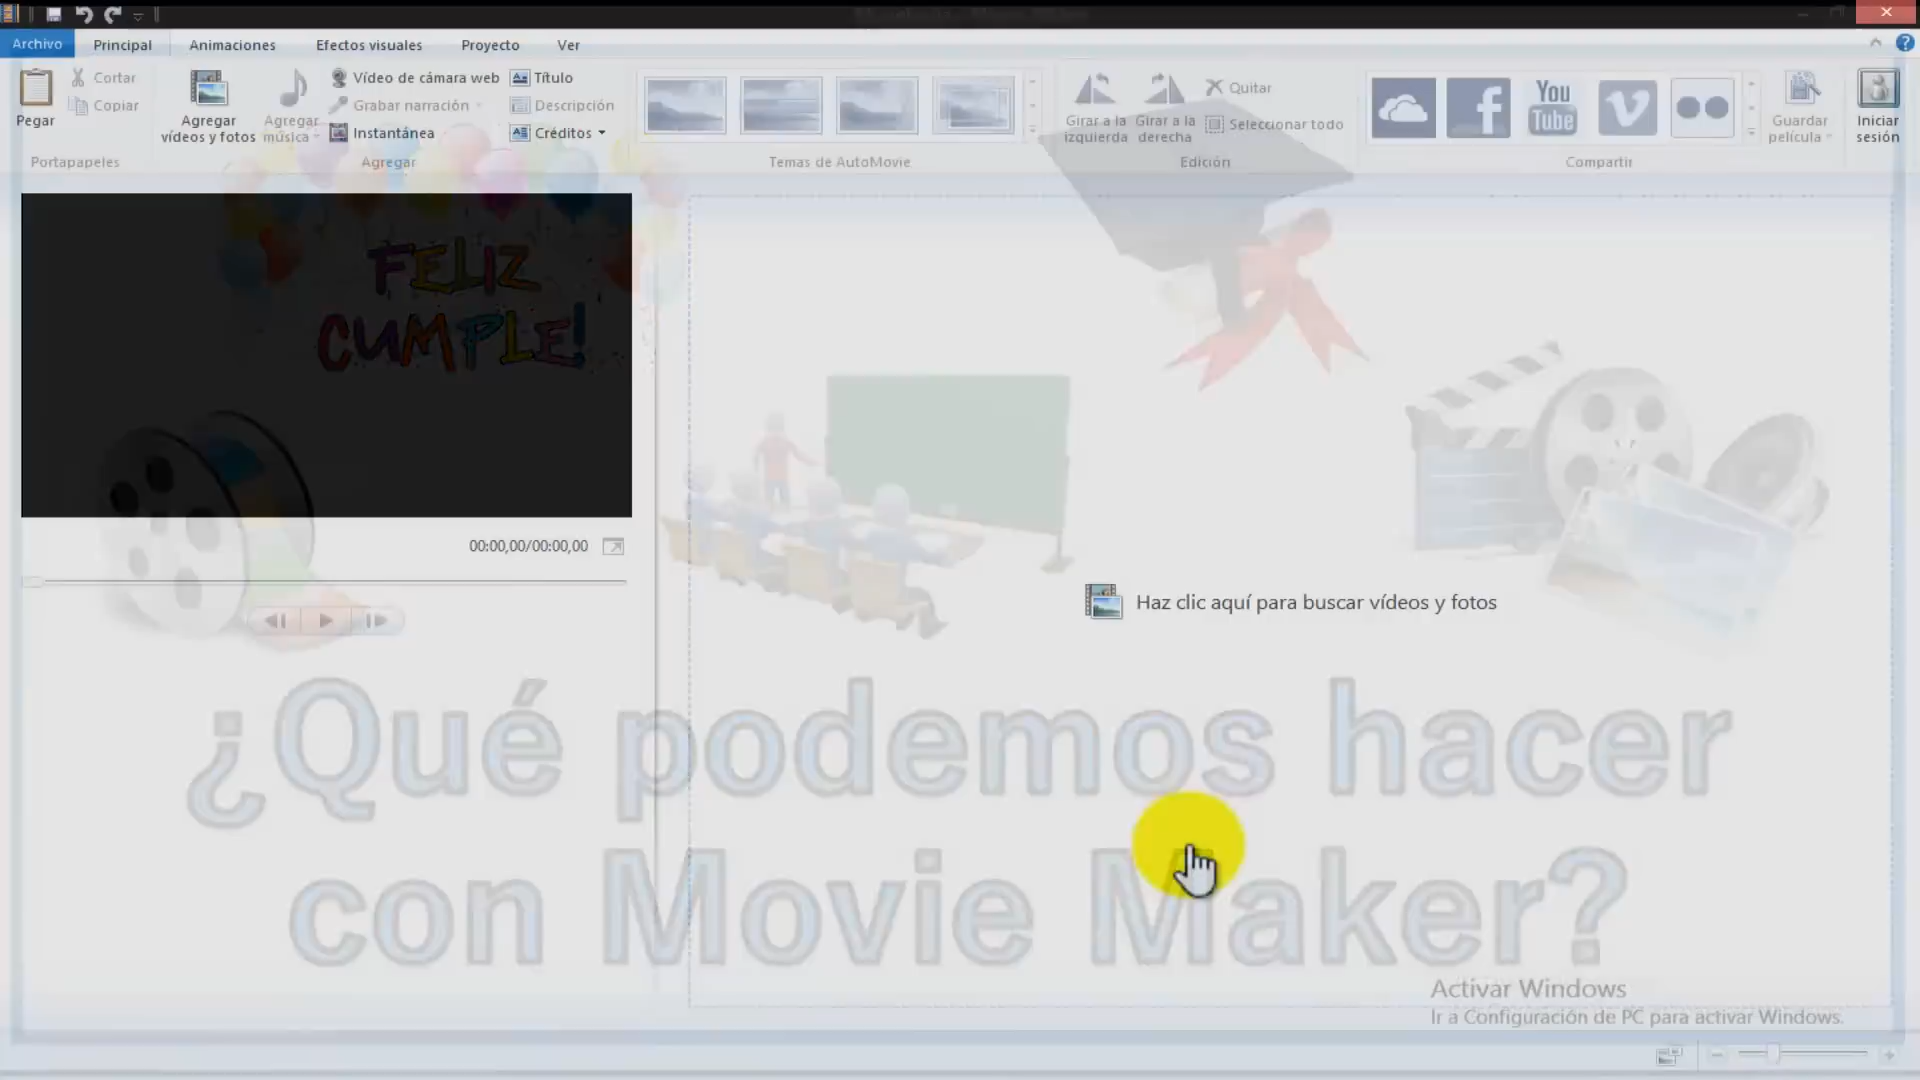 Archivo
Principal
Animaciones
Efectos visuales
Proyecto
Ver
Pegar
Cortar
Copiar
Portapapeles
Agregar
vídeos y fotos
Agregar
música
Vídeo de cámara web
Grabar narración
Instantánea
Título
Descripción
Créditos
Agregar
Temas de AutoMovie
Girar a la
izquierda
Girar a la
derecha
Quitar
Seleccionar todo
Edición
You
Tube
Compartir
Guardar
película
Iniciar
sesión
FELIZ
CUMPLE!
00:00,00/00:00,00
Haz clic aquí para buscar vídeos y fotos
¿Qué podemos hacer
con Movie Maker?
Activar Windows
Ir a Configuración de PC para activar Windows.